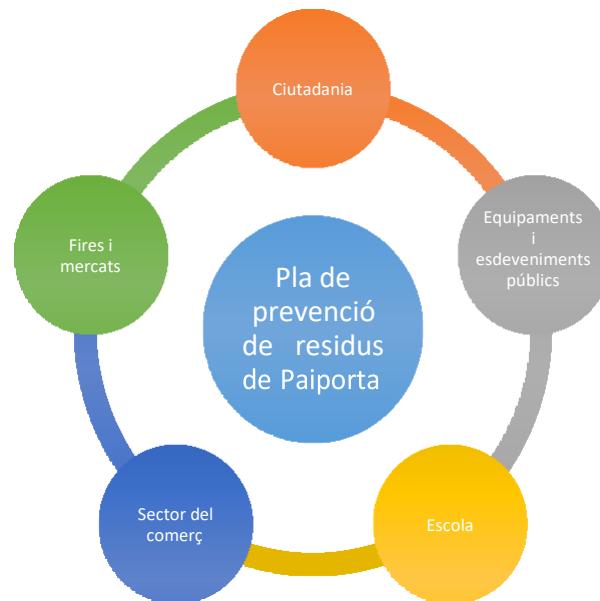 Ciutadania
Equipaments
i
esdeveniments
públics
Escola
Sector del
comerç
Fires i
mercats
Pla de
prevenció
de residus
de Paiporta